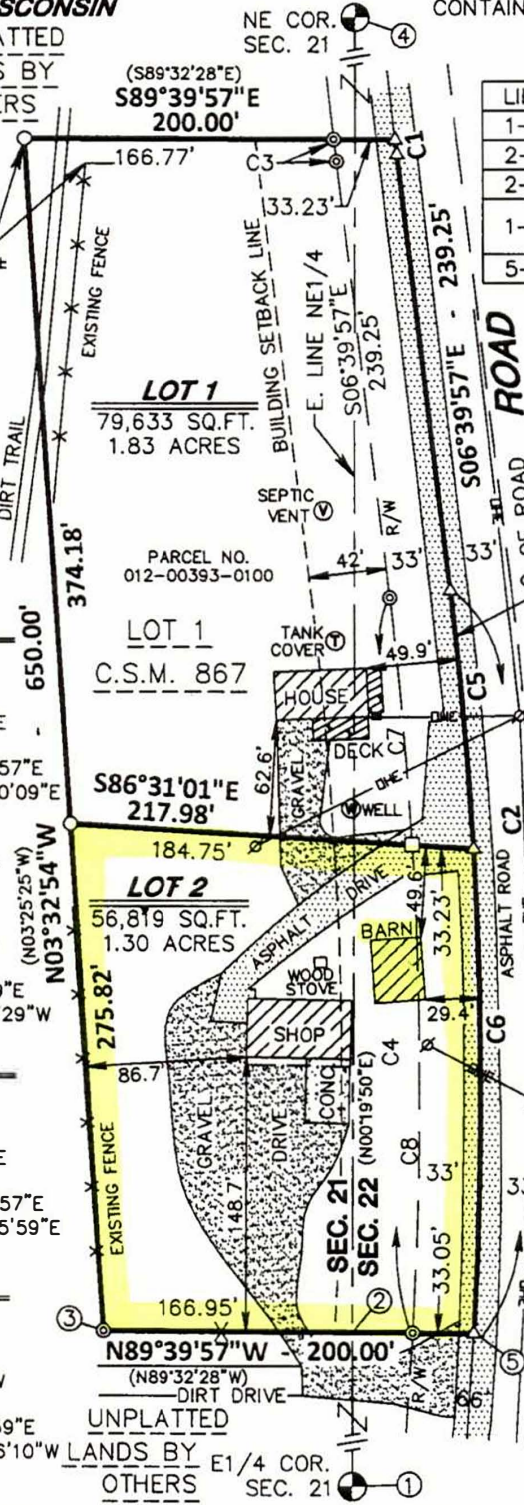 SCONSIN
ATTED
S BY
ERS
NE COR.
SEC. 21
④
CONTAIN
(S89°32'28"E)
S89°39'57"E
200.00'
166.77'
C3
33.23'
C1
LI
1-
2-
2-
1-
5-
EXISTING FENCE
DIRT TRAIL
BUILDING SETBACK LINE
E. LINE NE1/4
S06°39'57"E
239.25'
S06°39'57"E - 239.25'
ROAD
OF ROAD
LOT 1
79,633 SQ.FT.
1.83 ACRES
SEPTIC
VENT Ⓥ
R/W
PARCEL NO.
012-00393-0100
42'
33'
33'
374.18'
650.00'
LOT 1
C.S.M. 867
TANK
COVER Ⓣ
49.9'
HOUSE
OHE
C5
DECK
C7
62.6'
GRAVEL
OHE
57"E
0'09"E
S86°31'01"E
217.98'
Ⓦ WELL
C2
184.75'
LOT 2
56,819 SQ.FT.
1.30 ACRES
ASPHALT DRIVE
49.6'
33.23'
ASPHALT ROAD
(N03°25'25"W)
N03°32'54"W
BARN
WOOD
STOVE
29.4'
9"E
'29"W
275.82'
SHOP
C4
C6
86.7'
CONC.
(N00°19'50"E)
GRAVEL
DRIVE
C8
EXISTING FENCE
148.7'
SEC. 21
SEC. 22
33'
33
57"E
5'59"E
33.05'
166.95'
②
③
⑤
N89°39'57"W - 200.00'
(N89°32'28"W)
DIRT DRIVE
R/W
66'
UNPLATTED
LANDS BY
OTHERS
9"E
6'10"W
E1/4 COR.
SEC. 21
①